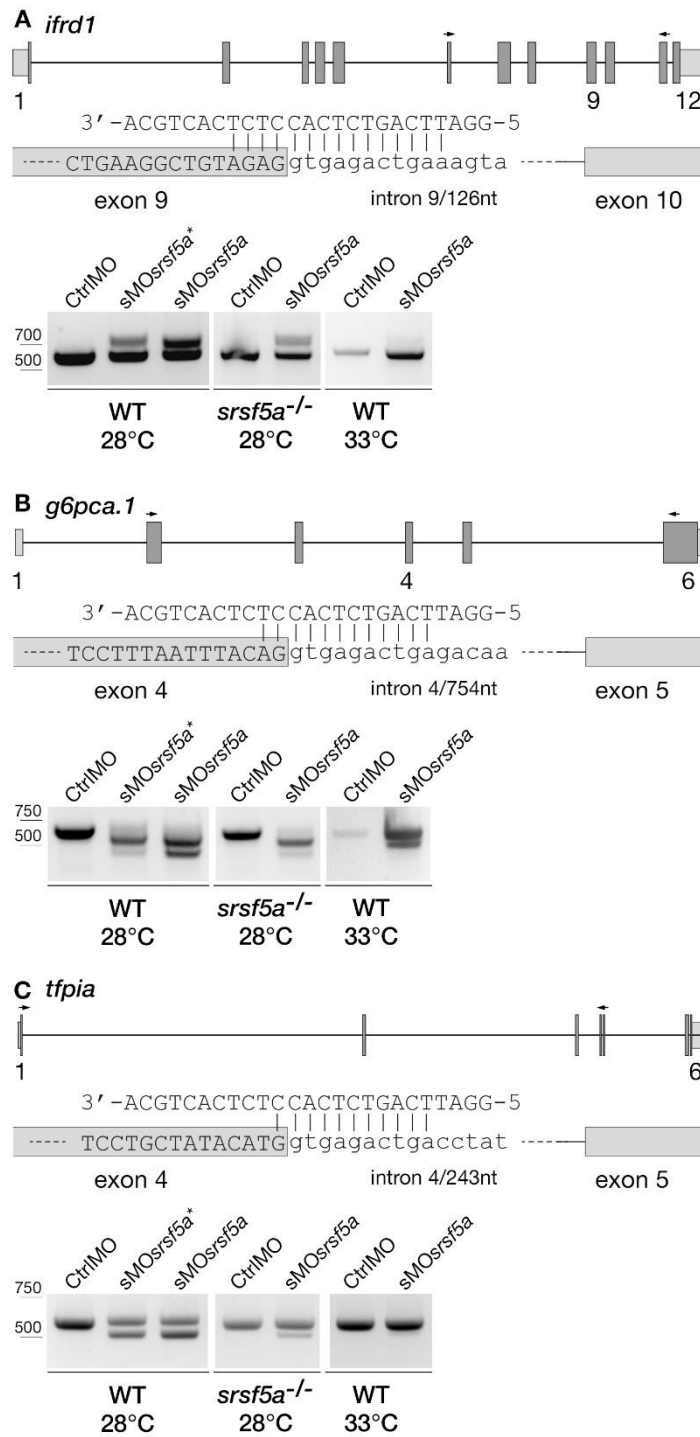 A ifrd1
1 9 12
3′-ACGTCACTCTCCACTCTGACTTAGG-5
CTGAAGGCTGTAGAGgtgagactgaaagta
exon 9 intron 9/126nt exon 10
CtrlMO sMOsrsf5a* sMOsrsf5a CtrlMO sMOsrsf5a CtrlMO sMOsrsf5a
700
500
WT srsf5a-/- WT
28°C 28°C 33°C
B g6pca.1
1 4 6
3′-ACGTCACTCTCCACTCTGACTTAGG-5
TCCTTTAATTTACAGgtgagactgagacaa
exon 4 intron 4/754nt exon 5
CtrlMO sMOsrsf5a* sMOsrsf5a CtrlMO sMOsrsf5a CtrlMO sMOsrsf5a
750
500
WT srsf5a-/- WT
28°C 28°C 33°C
C tfpia
1 6
3′-ACGTCACTCTCCACTCTGACTTAGG-5
TCCTGCTATACATGgtgagactgacctat
exon 4 intron 4/243nt exon 5
CtrlMO sMOsrsf5a* sMOsrsf5a CtrlMO sMOsrsf5a CtrlMO sMOsrsf5a
750
500
WT srsf5a-/- WT
28°C 28°C 33°C